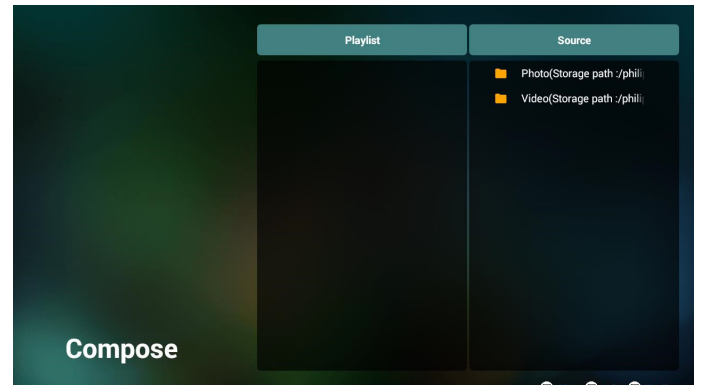 Playlist
Source
Photo(Storage path :/phili
Video(Storage path :/phili
Compose